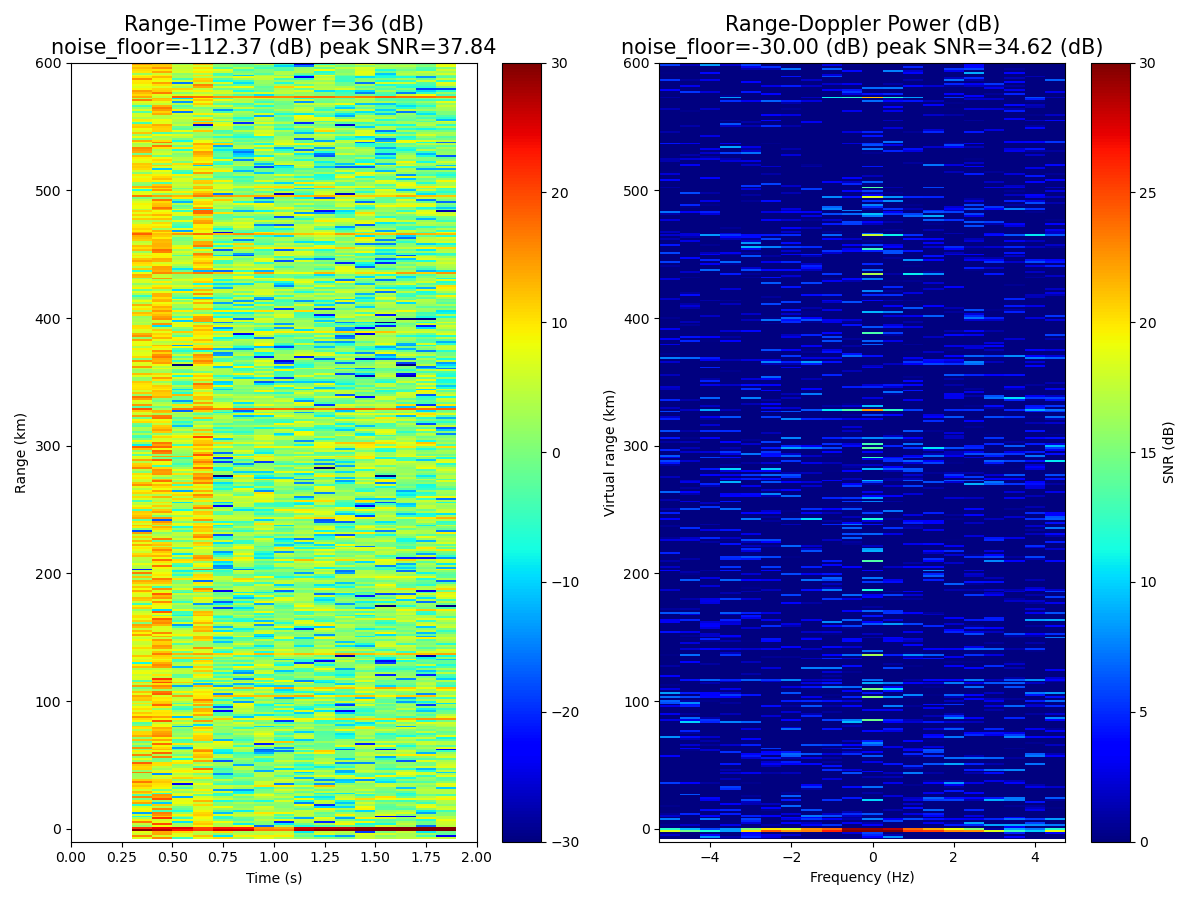 Range-Time Power f=36 (dB)
noise_floor=-112.37 (dB) peak SNR=37.84
Range (km)
600
500
400
300
200
100
0
0.00 0.25 0.50 0.75 1.00 1.25 1.50 1.75 2.00
Time (s)
30
20
10
0
−10
−20
−30
Range-Doppler Power (dB)
noise_floor=-30.00 (dB) peak SNR=34.62 (dB)
Virtual range (km)
600
500
400
300
200
100
0
−4 −2 0 2 4
Frequency (Hz)
30
25
20
15
10
5
0
SNR (dB)